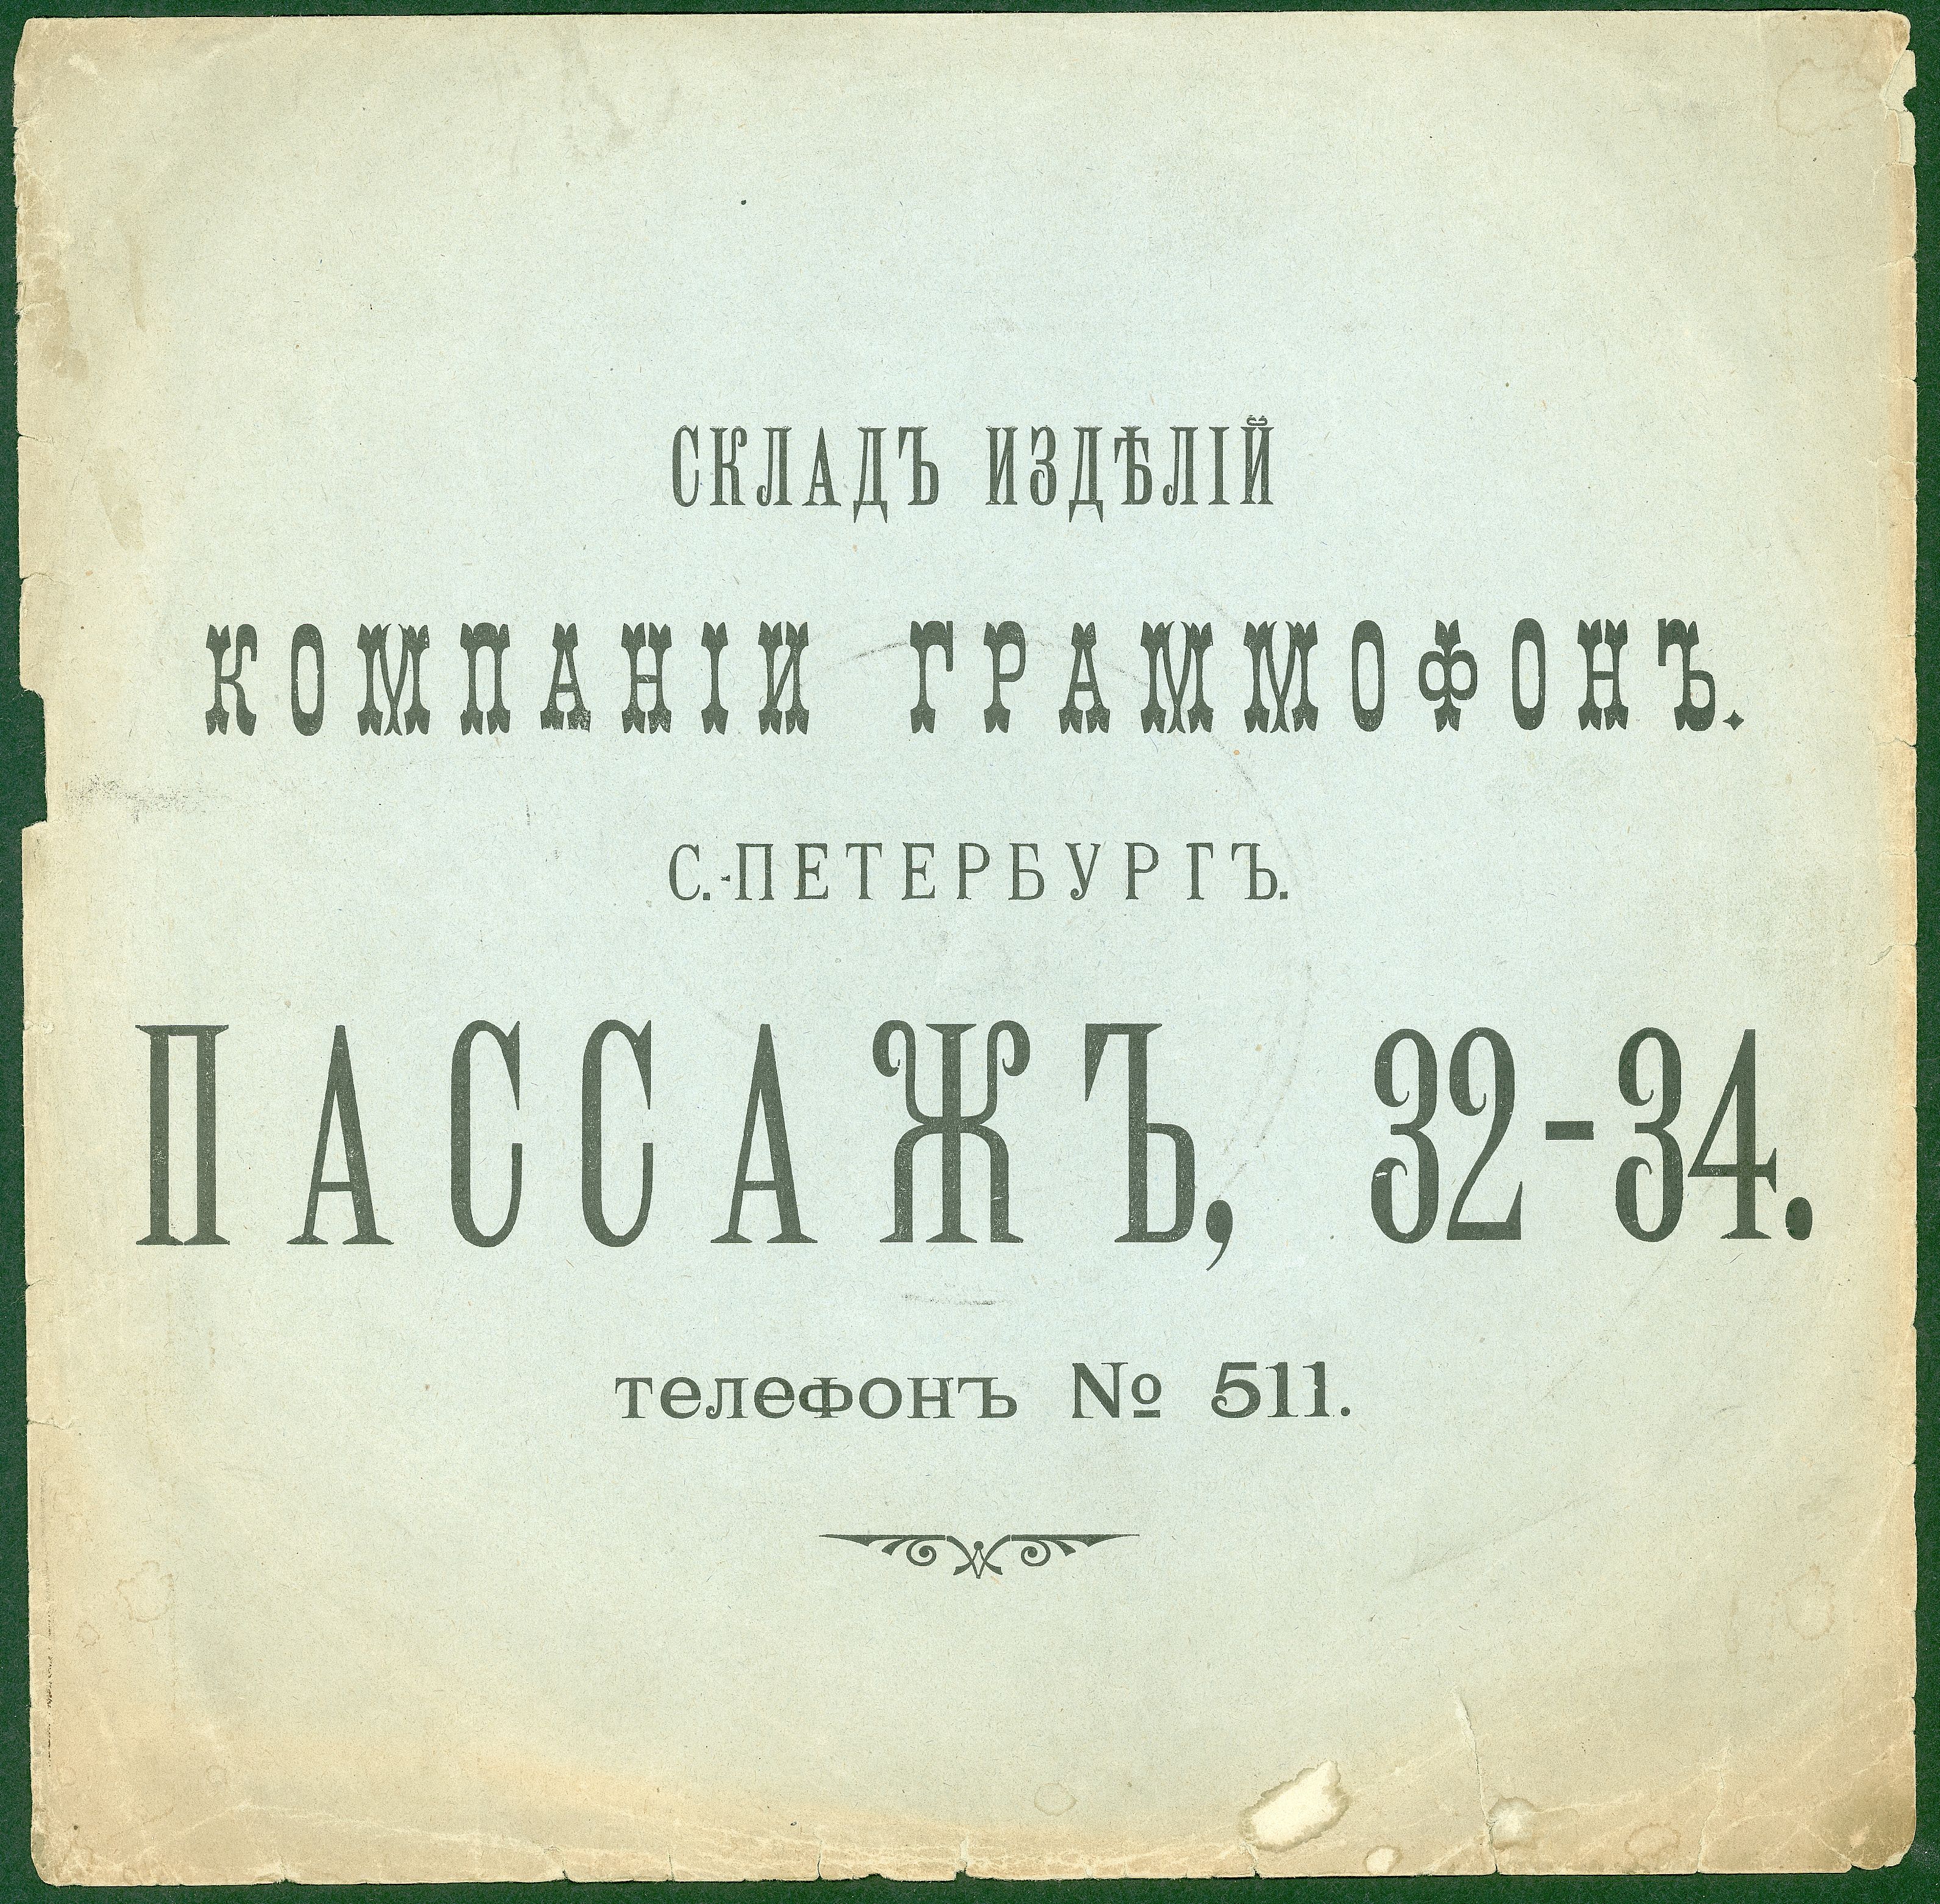 СКЛАДЪ ИЗДѢЛІЙ
КОМПАНІИ ГРАММОФОНЪ.
С.-ПЕТЕРБУРГЪ.
ПАССАЖЪ, 32-34.
телефонъ № 511.